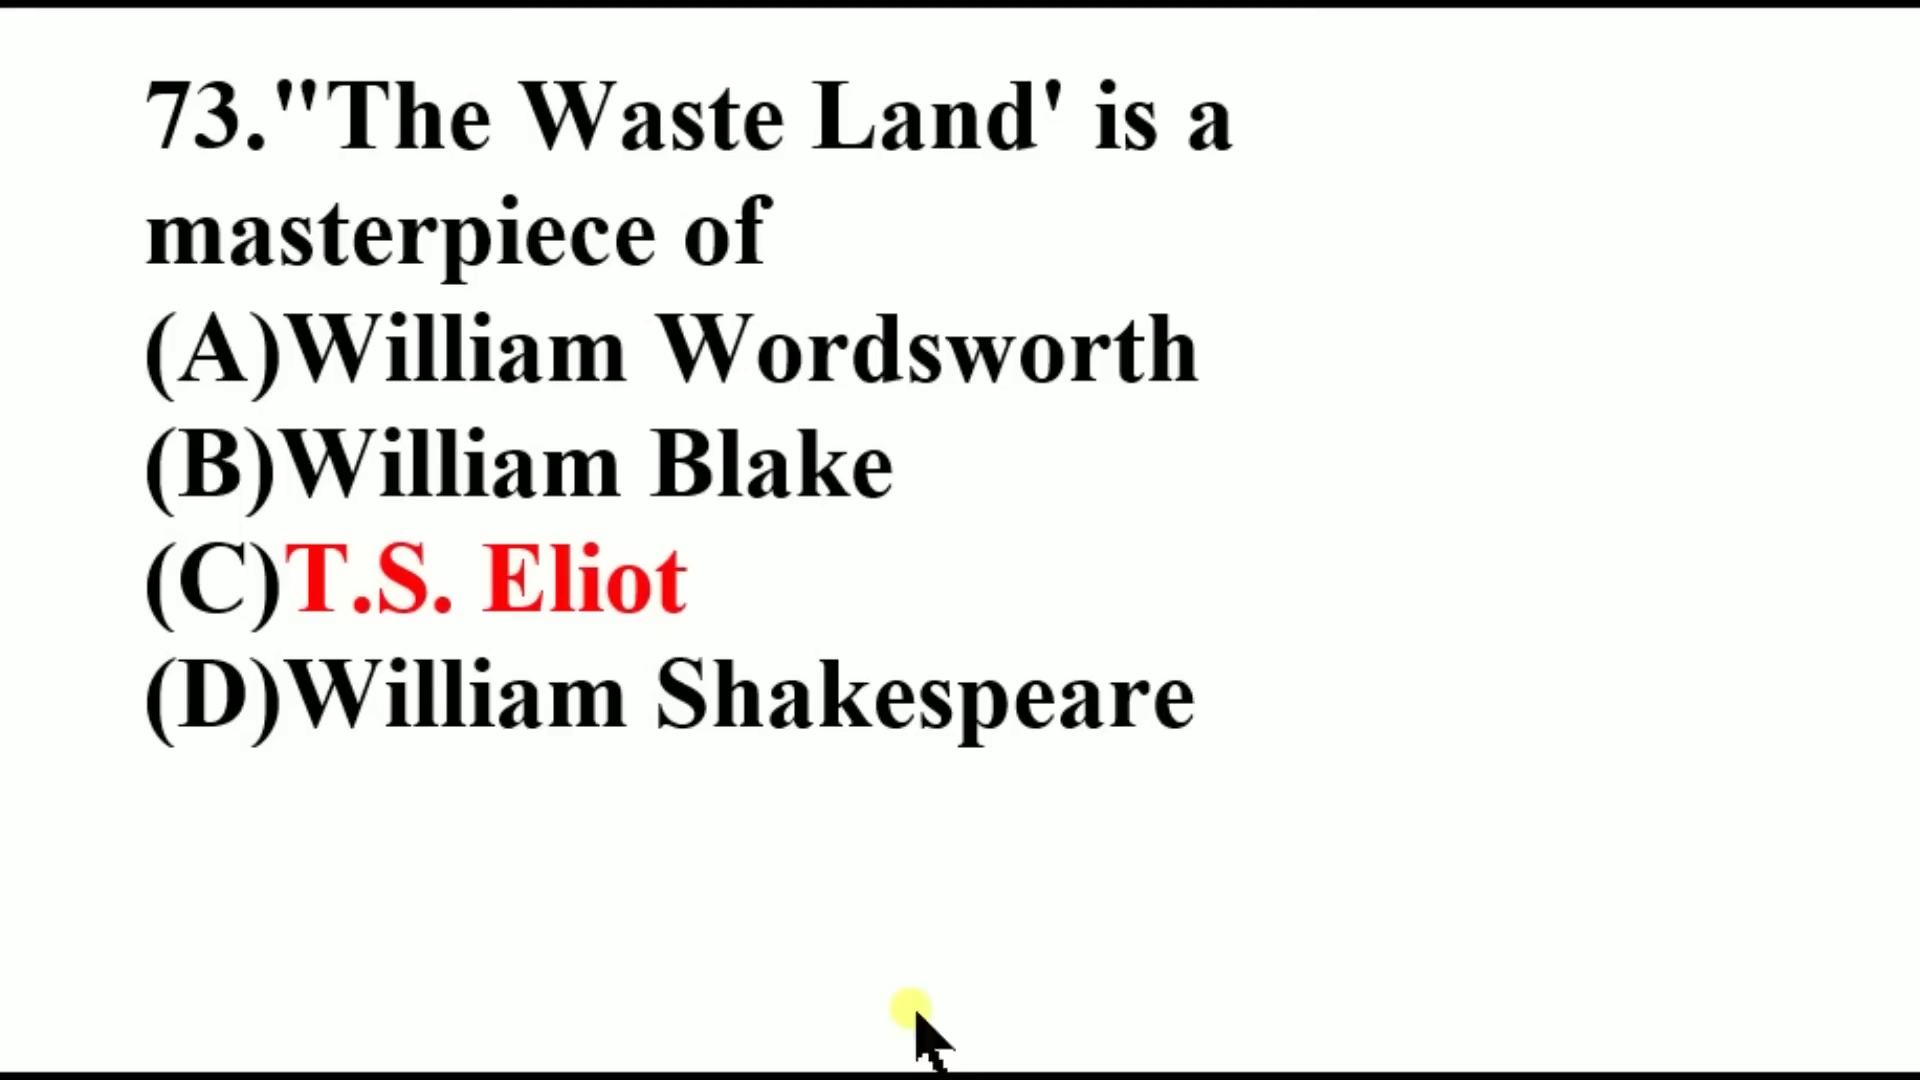 73."The Waste Land' is a
masterpiece of
(A)William Wordsworth
(B)William Blake
(C)T.S. Eliot
(D)William Shakespeare